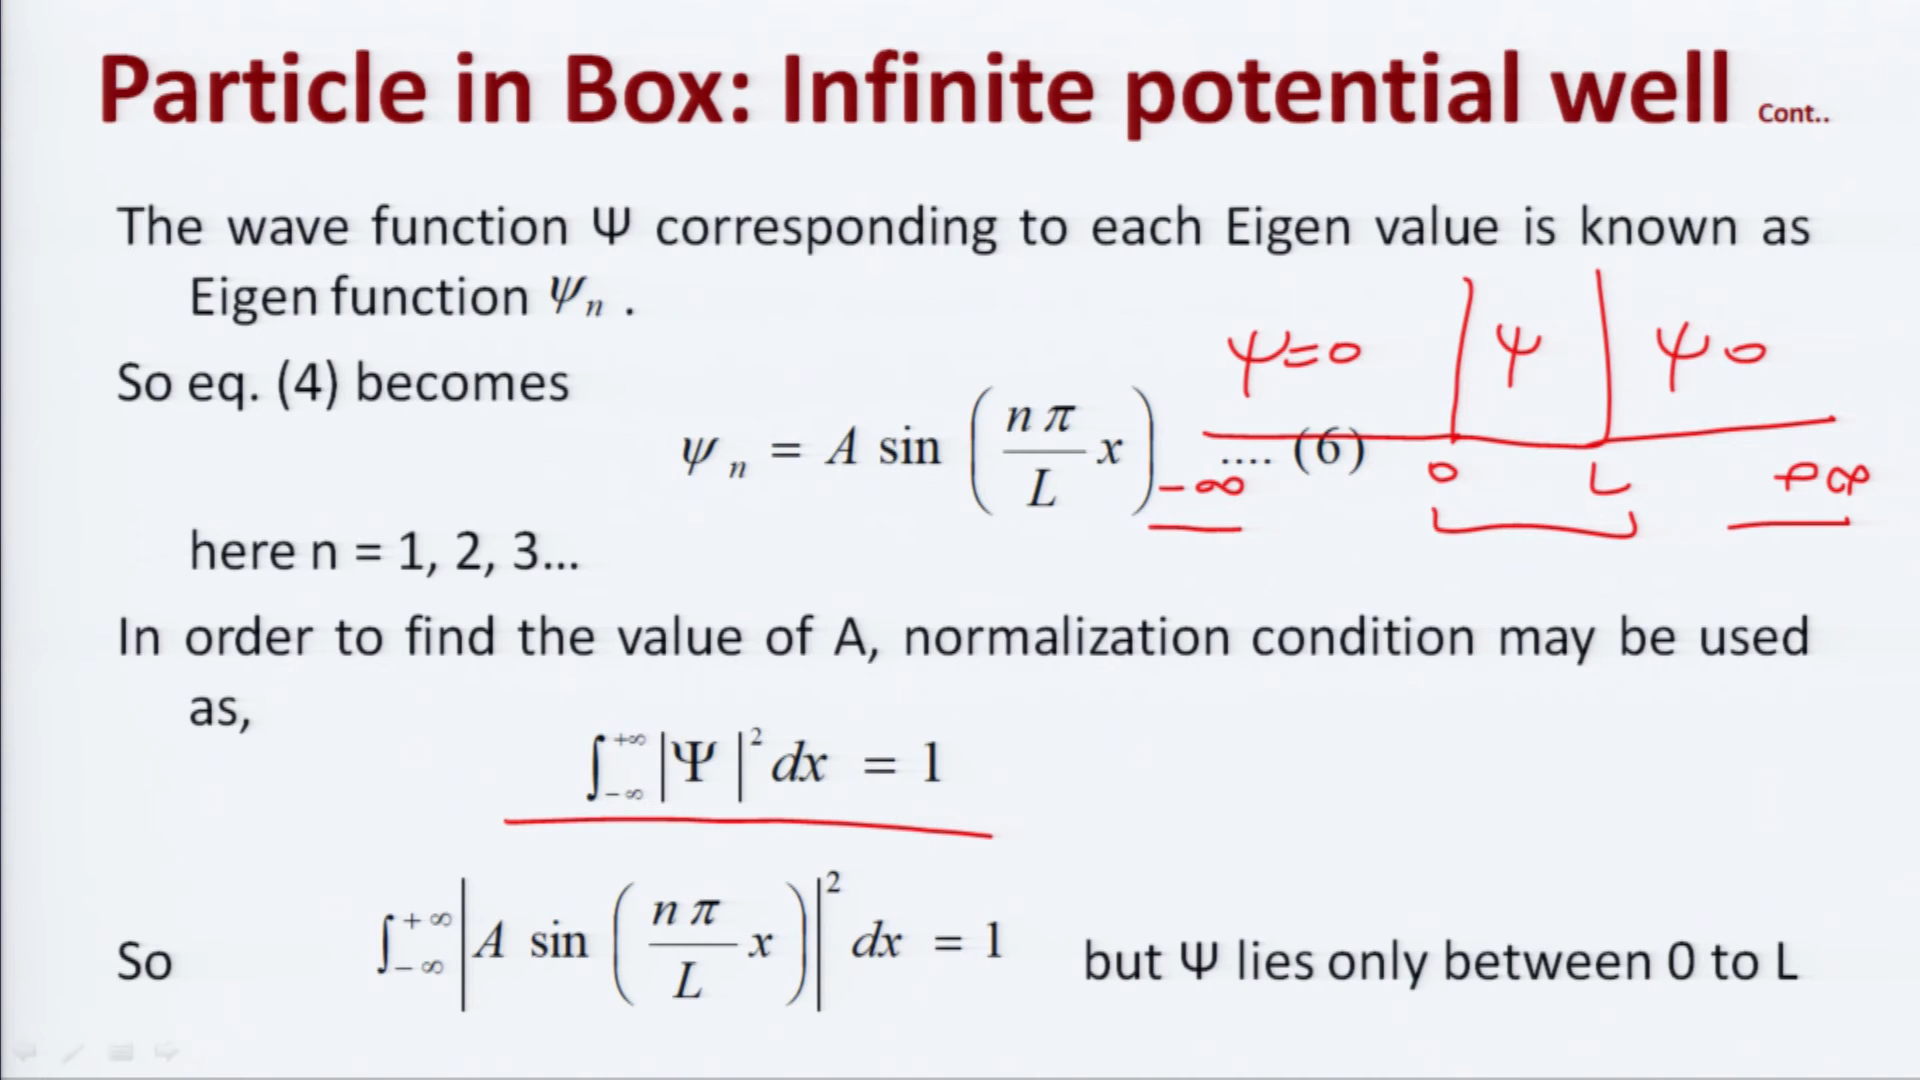 Particle in Box: Infinite potential well Cont..
The wave function Ψ corresponding to each Eigen value is known as
Eigen function ψₙ .
ψ=0 ψ ψ 0
So eq. (4) becomes
ψ n = A sin ( n π / L x ) .... (6)
-∞ 0 L +∞
here n = 1, 2, 3...
In order to find the value of A, normalization condition may be used
as,
∫₋∞⁺∞ |Ψ|² dx = 1
So ∫₋∞⁺∞ |A sin ( n π / L x )|² dx = 1 but Ψ lies only between 0 to L